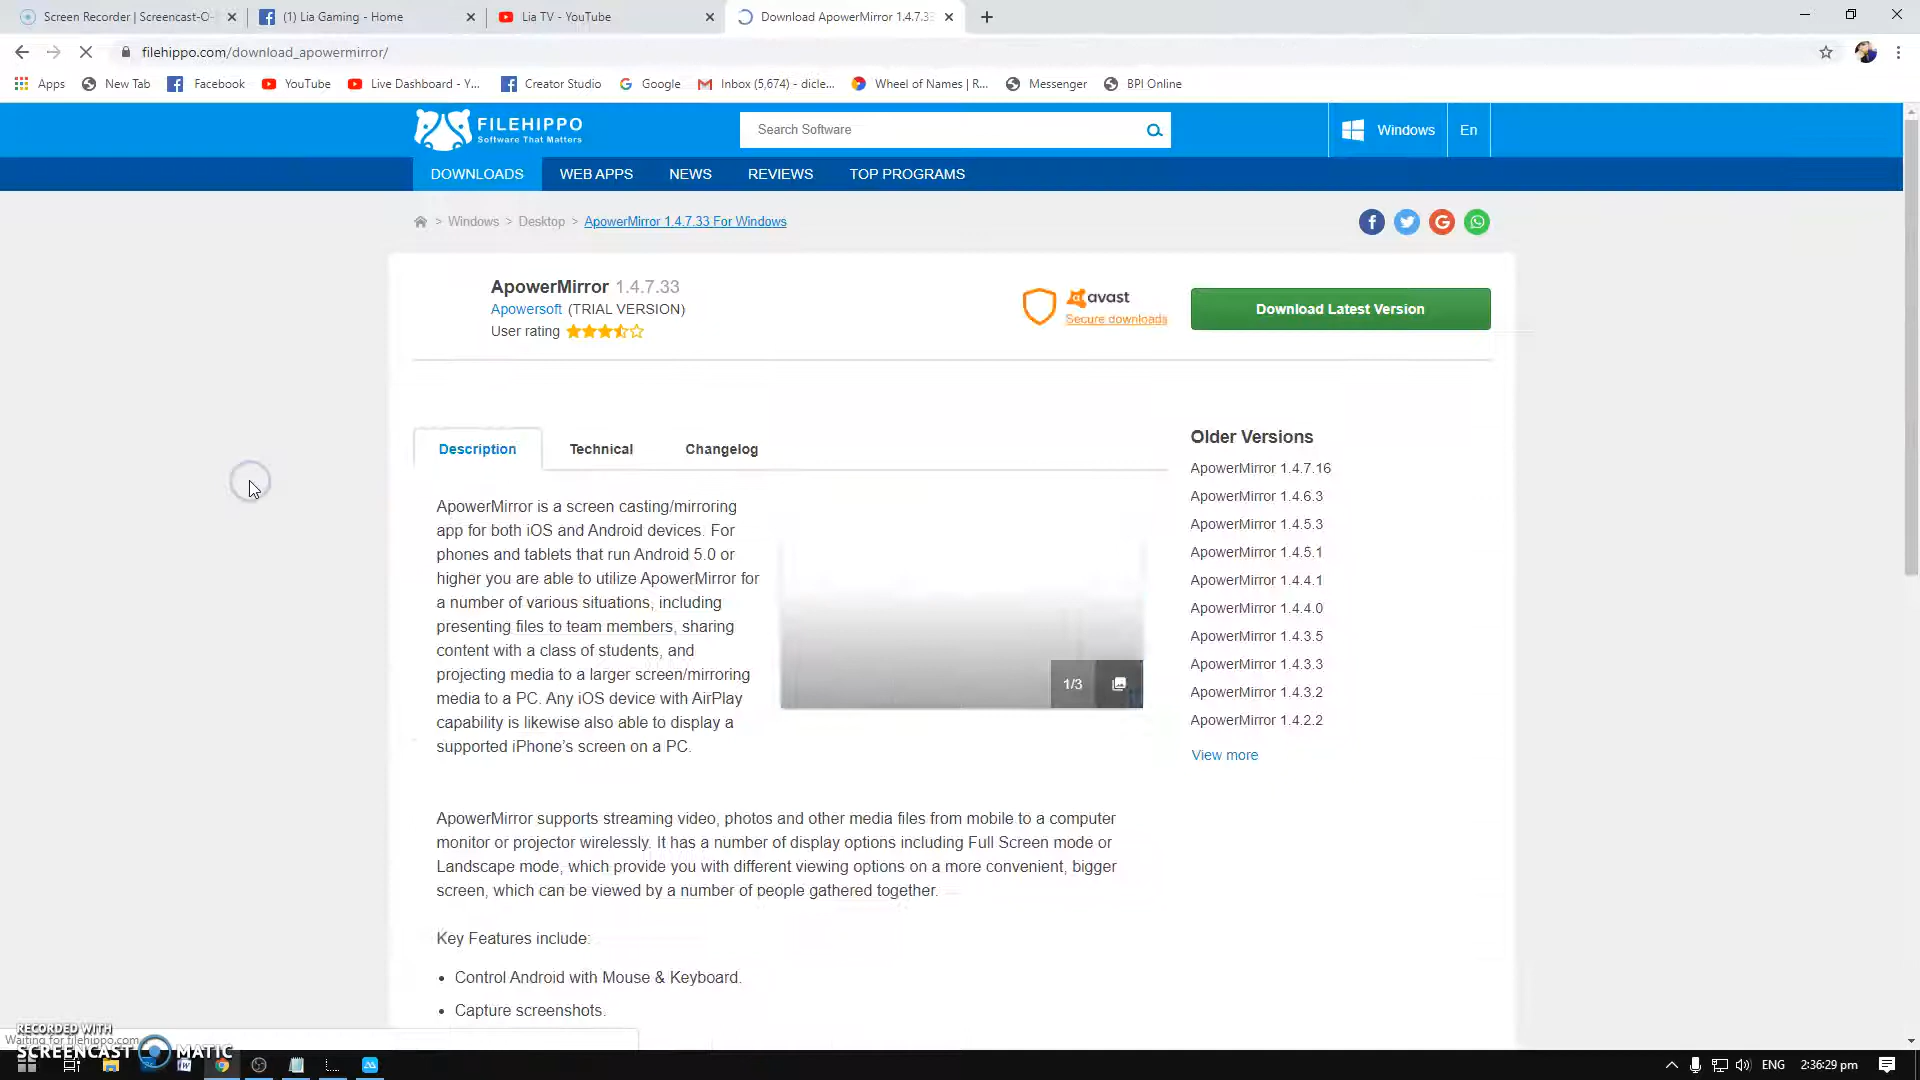 Screen Recorder | Screencast-O-
(1) Lia Gaming - Home
Lia TV - YouTube
Download ApowerMirror 1.4.7.33
filehippo.com/download_apowermirror/
Apps
New Tab
Facebook
YouTube
Live Dashboard - Y...
Creator Studio
Google
Inbox (5,674) - dicle...
Wheel of Names | R...
Messenger
BPI Online
FILEHIPPO
Software That Matters
Search Software
Windows
En
DOWNLOADS
WEB APPS
NEWS
REVIEWS
TOP PROGRAMS
> Windows > Desktop > ApowerMirror 1.4.7.33 For Windows
ApowerMirror 1.4.7.33
Apowersoft (TRIAL VERSION)
User rating
avast
Secure downloads
Download Latest Version
Description
Technical
Changelog
ApowerMirror is a screen casting/mirroring
app for both iOS and Android devices. For
phones and tablets that run Android 5.0 or
higher you are able to utilize ApowerMirror for
a number of various situations, including
presenting files to team members, sharing
content with a class of students, and
projecting media to a larger screen/mirroring
media to a PC. Any iOS device with AirPlay
capability is likewise also able to display a
supported iPhone's screen on a PC.
1/3
Older Versions
ApowerMirror 1.4.7.16
ApowerMirror 1.4.6.3
ApowerMirror 1.4.5.3
ApowerMirror 1.4.5.1
ApowerMirror 1.4.4.1
ApowerMirror 1.4.4.0
ApowerMirror 1.4.3.5
ApowerMirror 1.4.3.3
ApowerMirror 1.4.3.2
ApowerMirror 1.4.2.2
View more
ApowerMirror supports streaming video, photos and other media files from mobile to a computer
monitor or projector wirelessly. It has a number of display options including Full Screen mode or
Landscape mode, which provide you with different viewing options on a more convenient, bigger
screen, which can be viewed by a number of people gathered together.
Key Features include:
• Control Android with Mouse & Keyboard.
• Capture screenshots.
RECORDED WITH
Waiting for filehippo.com...
SCREENCAST MATIC
ENG
2:36:29 pm